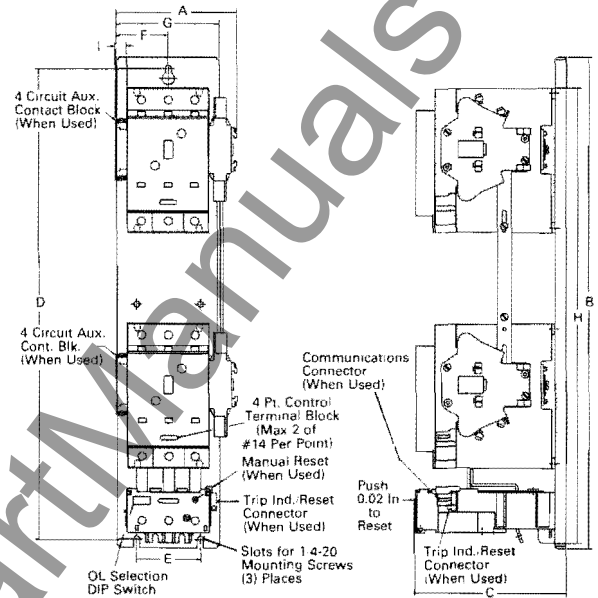 A
G
F
I
4 Circuit Aux.
Contact Block
(When Used)
D
B
H
4 Circuit Aux.
Cont. Blk.
(When Used)
Communications
Connector
(When Used)
4 Pt. Control
Terminal Block
(Max 2 of
#14 Per Point)
Manual Reset
(When Used)
Trip Ind./Reset
Connector
(When Used)
Push
0.02 In
to
Reset
E
Slots for 1 4-20
Mounting Screws
(3) Places
OL Selection
DIP Switch
Trip Ind./Reset
Connector
(When Used)
C
artManuals